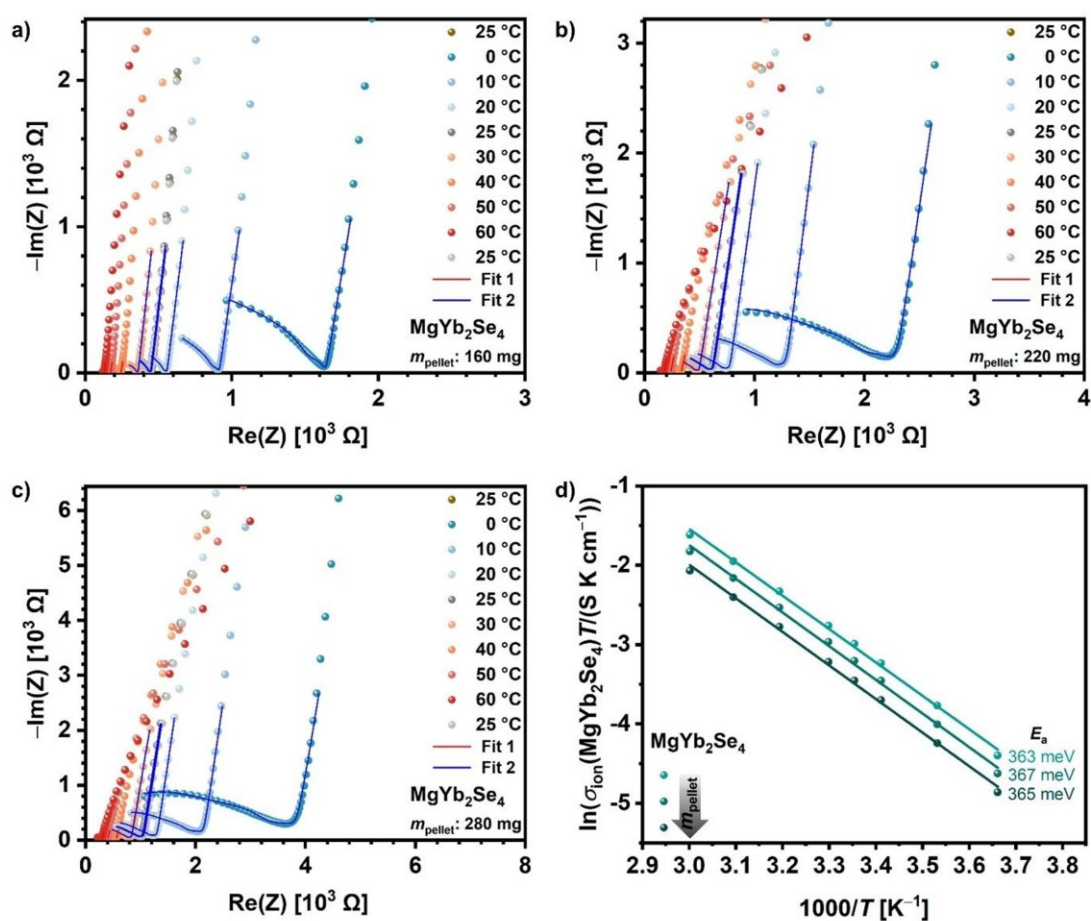 a)
2
1
0
0
1
2
3
−Im(Z) [10³ Ω]
Re(Z) [10³ Ω]
25 °C
0 °C
10 °C
20 °C
25 °C
30 °C
40 °C
50 °C
60 °C
25 °C
Fit 1
Fit 2
MgYb₂Se₄
m_pellet: 160 mg
b)
3
2
1
0
0
1
2
3
4
−Im(Z) [10³ Ω]
Re(Z) [10³ Ω]
25 °C
0 °C
10 °C
20 °C
25 °C
30 °C
40 °C
50 °C
60 °C
25 °C
Fit 1
Fit 2
MgYb₂Se₄
m_pellet: 220 mg
c)
6
5
4
3
2
1
0
0
2
4
6
8
−Im(Z) [10³ Ω]
Re(Z) [10³ Ω]
25 °C
0 °C
10 °C
20 °C
25 °C
30 °C
40 °C
50 °C
60 °C
25 °C
Fit 1
Fit 2
MgYb₂Se₄
m_pellet: 280 mg
d)
-1
-2
-3
-4
-5
2.9 3.0 3.1 3.2 3.3 3.4 3.5 3.6 3.7 3.8
ln(σ_ion(MgYb₂Se₄)T/(S K cm⁻¹))
1000/T [K⁻¹]
MgYb₂Se₄
m_pellet
E_a
363 meV
367 meV
365 meV